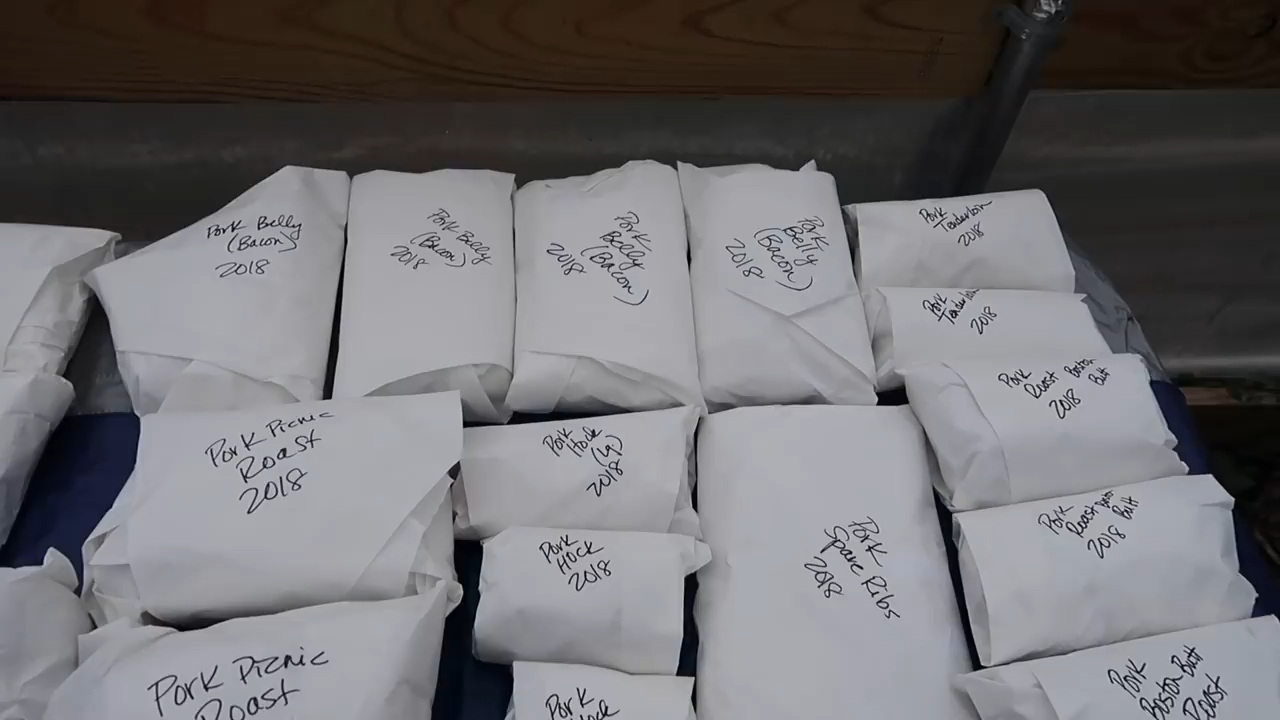 Pork Belly
(Bacon)
2018
Pork Belly
(Bacon)
2018
Pork
Belly
(Bacon)
2018
Pork
Belly
(Bacon)
2018
Pork
Tenderloin
2018
Pork
Tenderloin
2018
Pork
Roast Boston
2018 Butt
Pork Picnic
Roast
2018
Pork
Hock
(Lg.)
2018
Pork
Spare Ribs
2018
Pork
Roast Boston
2018 Butt
Pork
Hock
2018
Pork Picnic
Roast
Pork
Hock
Pork
Boston Butt
Roast